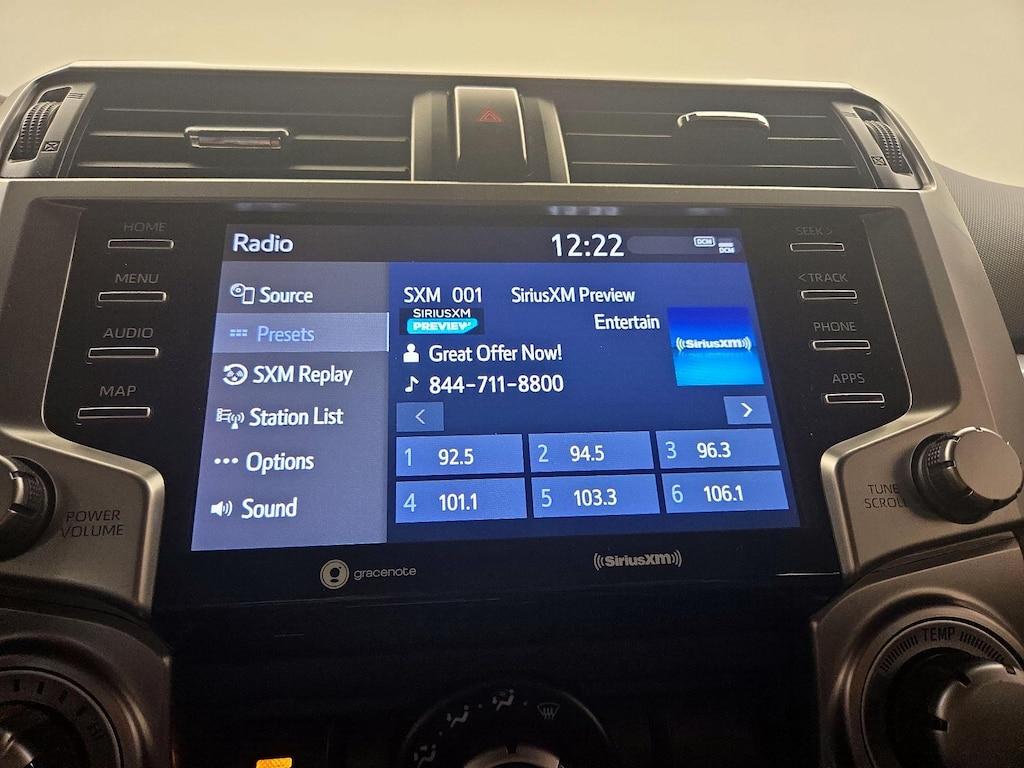 HOME
MENU
AUDIO
MAP
POWER
VOLUME
Radio
12:22
DCM
DCM
Source
Presets
SXM Replay
Station List
Options
Sound
SXM 001 SiriusXM Preview
SIRIUSXM
PREVIEW
Entertain
((SiriusXM))
Great Offer Now!
844-711-8800
<
>
1 92.5
2 94.5
3 96.3
4 101.1
5 103.3
6 106.1
gracenote
((SiriusXM))
SEEK >
< TRACK
PHONE
APPS
TUNE
SCROLL
TEMP